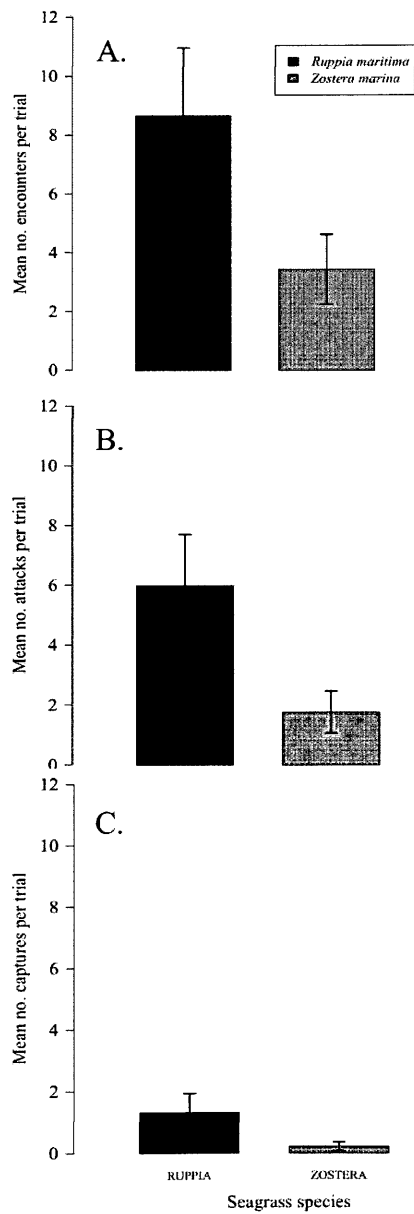 A.
Ruppia maritima
Zostera marina
Mean no. encounters per trial
12
10
8
6
4
2
0
B.
Mean no. attacks per trial
12
10
8
6
4
2
0
C.
Mean no. captures per trial
12
10
8
6
4
2
0
RUPPIA
ZOSTERA
Seagrass species